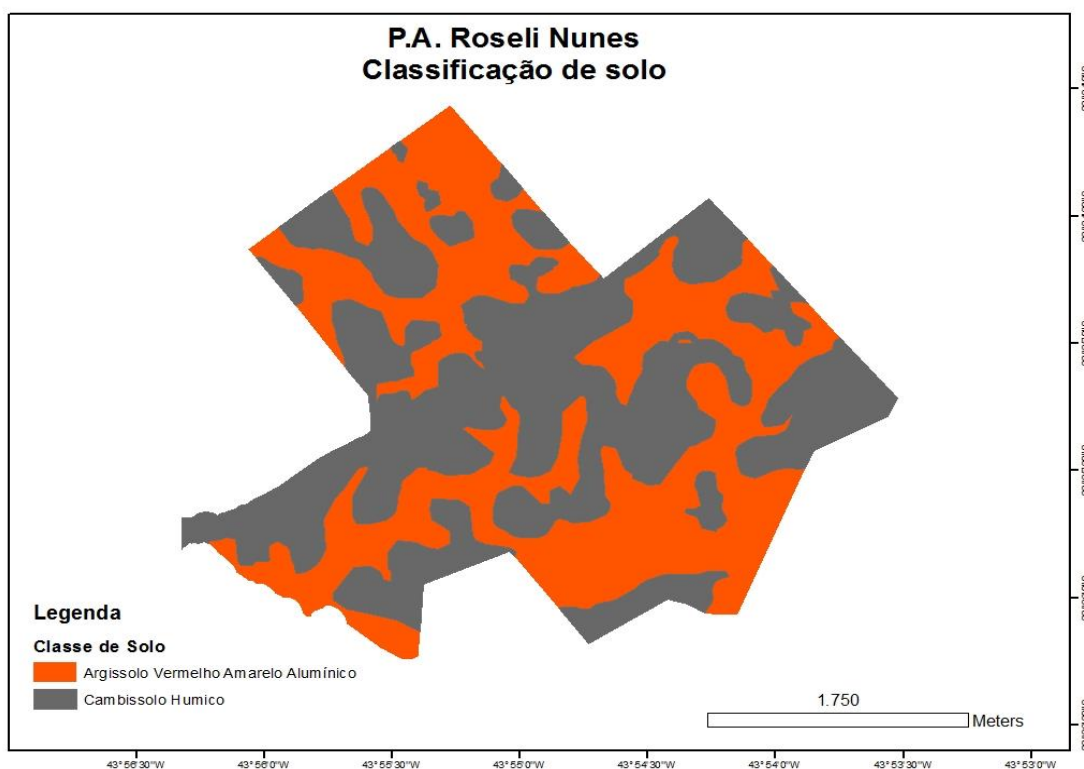 P.A. Roseli Nunes
Classificação de solo
Legenda
Classe de Solo
Argissolo Vermelho Amarelo Alumínico
Cambissolo Humico
1.750
Meters
43°56'30"W 43°56'0"W 43°55'30"W 43°55'0"W 43°54'30"W 43°54'0"W 43°53'30"W 43°53'0"W